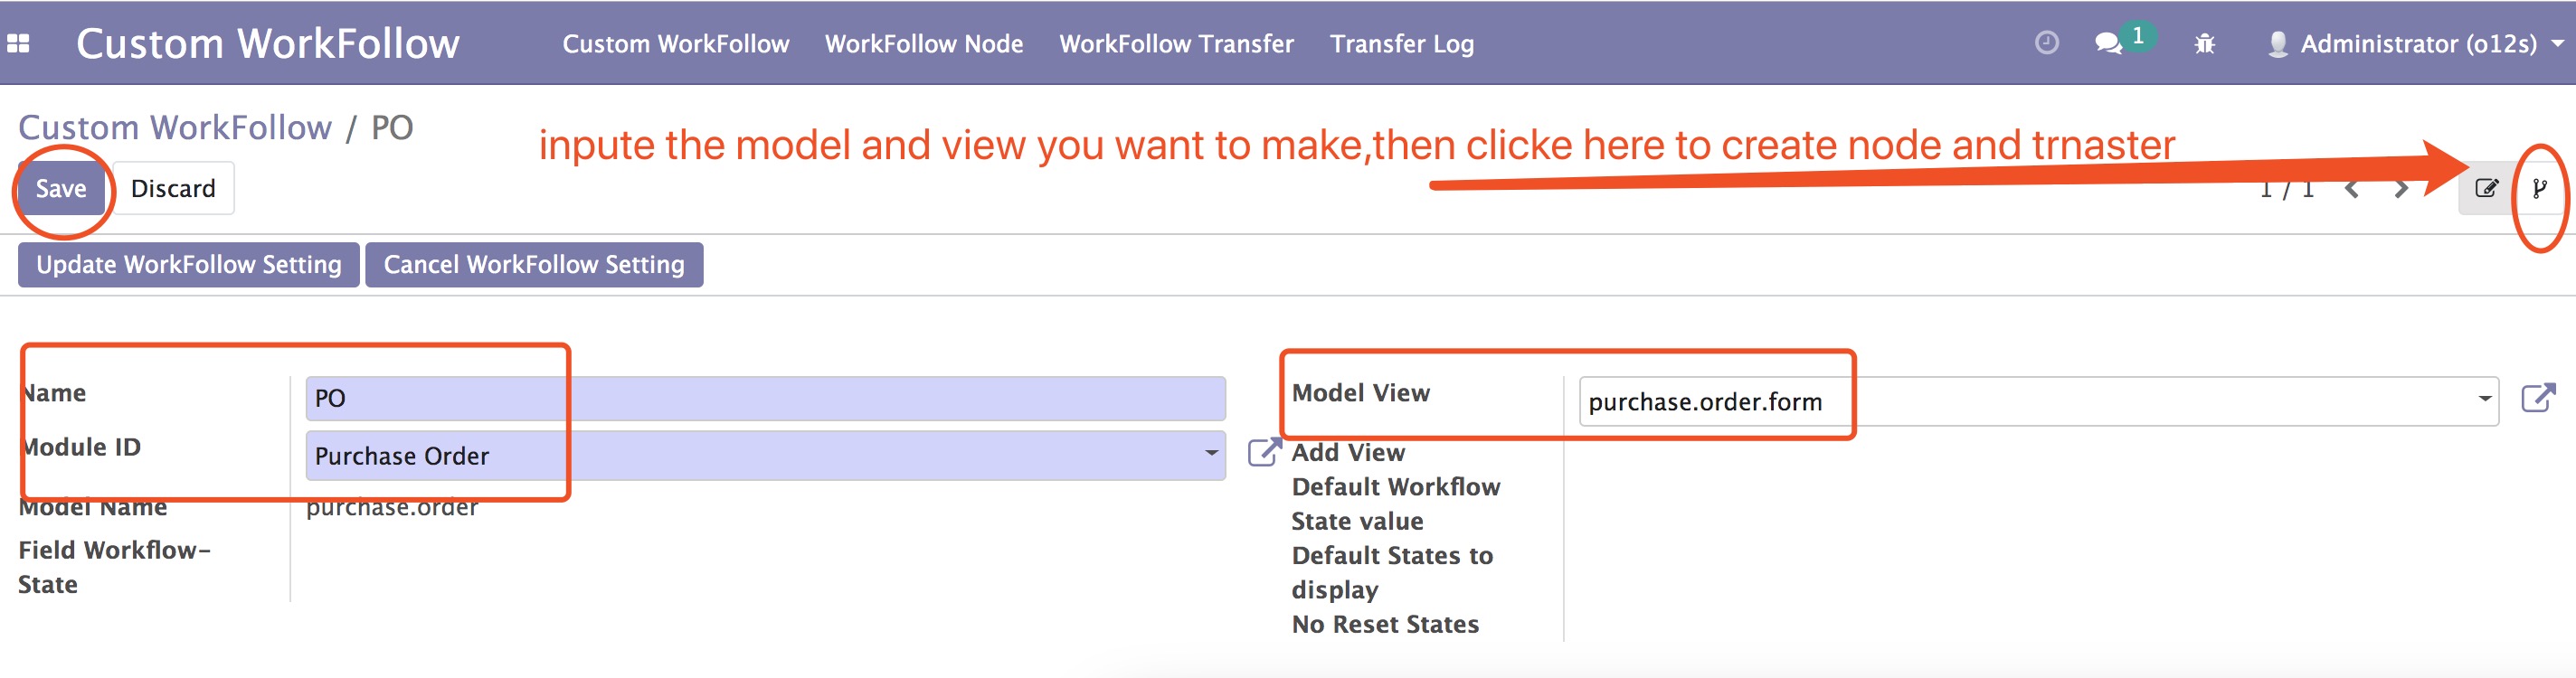 Custom WorkFollow Custom WorkFollow WorkFollow Node WorkFollow Transfer Transfer Log 1 Administrator (o12s)
Custom WorkFollow / PO
inpute the model and view you want to make,then clicke here to create node and trnaster
Save Discard 1 / 1
Update WorkFollow Setting Cancel WorkFollow Setting
Name PO
Module ID Purchase Order
Model Name purchase.order
Field Workflow-
State
Model View purchase.order.form
Add View
Default Workflow
State value
Default States to
display
No Reset States